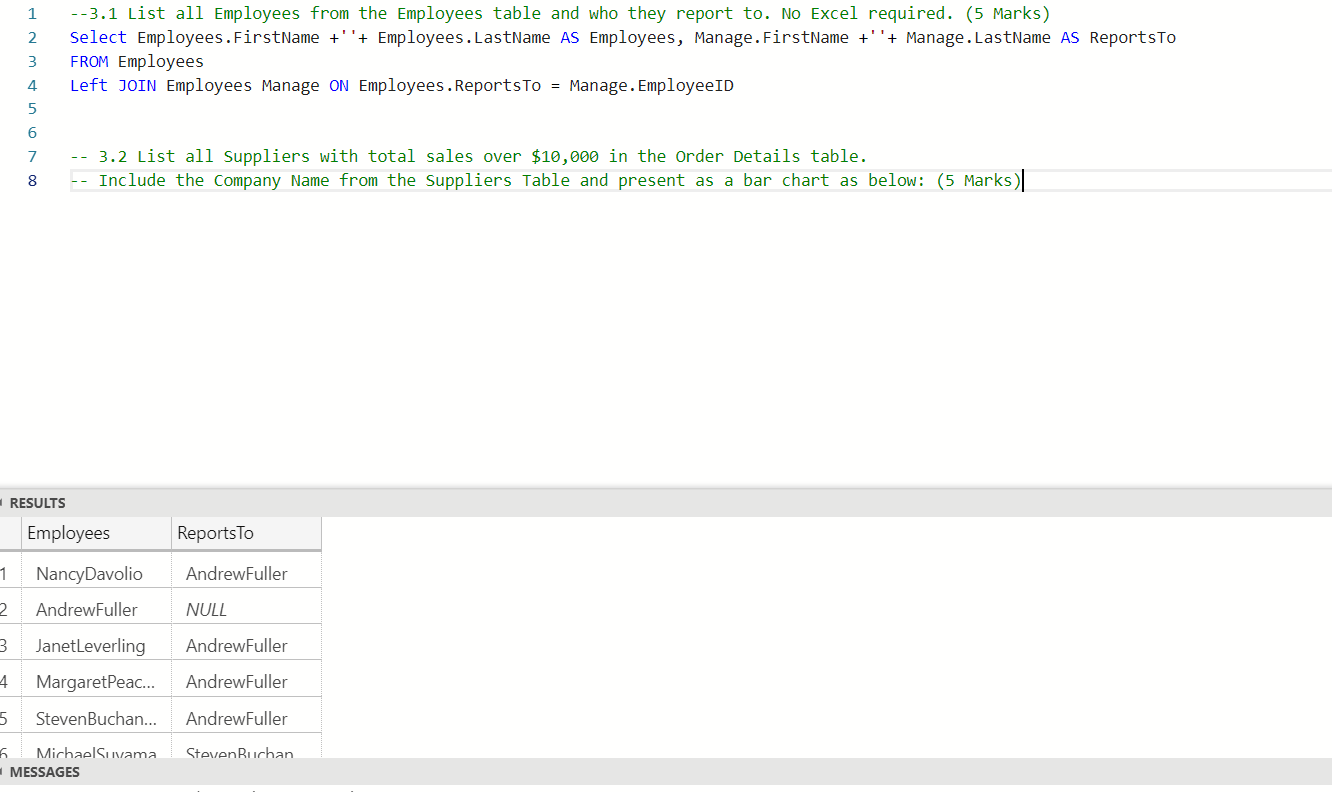 1 --3.1 List all Employees from the Employees table and who they report to. No Excel required. (5 Marks)
2 Select Employees.FirstName +''+ Employees.LastName AS Employees, Manage.FirstName +''+ Manage.LastName AS ReportsTo
3 FROM Employees
4 Left JOIN Employees Manage ON Employees.ReportsTo = Manage.EmployeeID
5
6
7 -- 3.2 List all Suppliers with total sales over $10,000 in the Order Details table.
8 -- Include the Company Name from the Suppliers Table and present as a bar chart as below: (5 Marks)
RESULTS
Employees ReportsTo
1 NancyDavolio AndrewFuller
2 AndrewFuller NULL
3 JanetLeverling AndrewFuller
4 MargaretPeac... AndrewFuller
5 StevenBuchan... AndrewFuller
6 MichaelSuyama StevenBuchan
MESSAGES